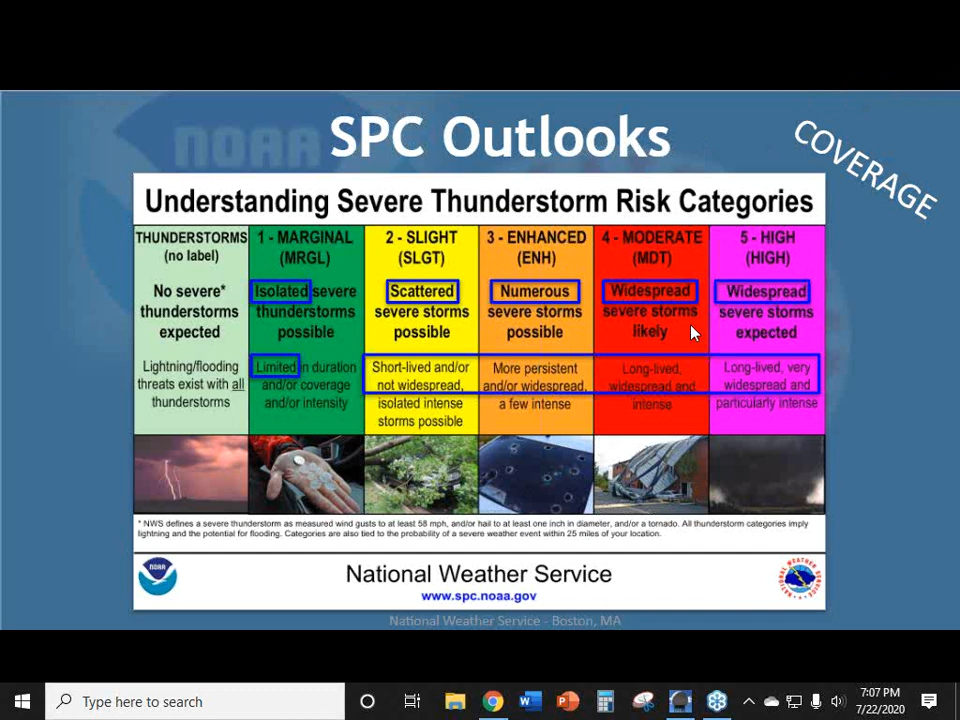 NOAA
SPC Outlooks
COVERAGE
Understanding Severe Thunderstorm Risk Categories
THUNDERSTORMS
(no label)
No severe*
thunderstorms
expected
Lightning/flooding
threats exist with all
thunderstorms
1 - MARGINAL
(MRGL)
Isolated severe
thunderstorms
possible
Limited in duration
and/or coverage
and/or intensity
2 - SLIGHT
(SLGT)
Scattered
severe storms
possible
Short-lived and/or
not widespread,
isolated intense
storms possible
3 - ENHANCED
(ENH)
Numerous
severe storms
possible
More persistent
and/or widespread,
a few intense
4 - MODERATE
(MDT)
Widespread
severe storms
likely
Long-lived,
widespread and
intense
5 - HIGH
(HIGH)
Widespread
severe storms
expected
Long-lived, very
widespread and
particularly intense
* NWS defines a severe thunderstorm as measured wind gusts to at least 58 mph, and/or hail to at least one inch in diameter, and/or a tornado. All thunderstorm categories imply
lightning and the potential for flooding. Categories are also tied to the probability of a severe weather event within 25 miles of your location.
NOAA
National Weather Service
www.spc.noaa.gov
National Weather Service - Boston, MA
Type here to search
7:07 PM
7/22/2020